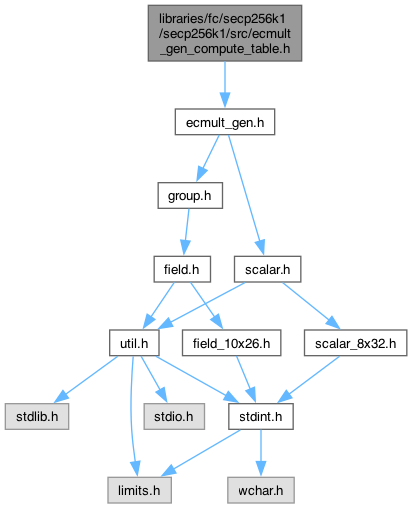 libraries/fc/secp256k1
/secp256k1/src/ecmult
_gen_compute_table.h
ecmult_gen.h
group.h
field.h
scalar.h
util.h
field_10x26.h
scalar_8x32.h
stdlib.h
stdio.h
stdint.h
limits.h
wchar.h